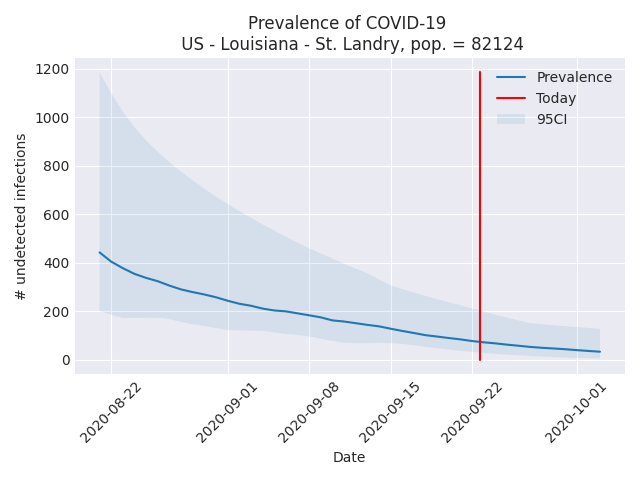 Prevalence of COVID-19
US - Louisiana - St. Landry, pop. = 82124
Prevalence
Today
95CI
# undetected infections
1200
1000
800
600
400
200
0
2020-08-22
2020-09-01
2020-09-08
2020-09-15
2020-09-22
2020-10-01
Date